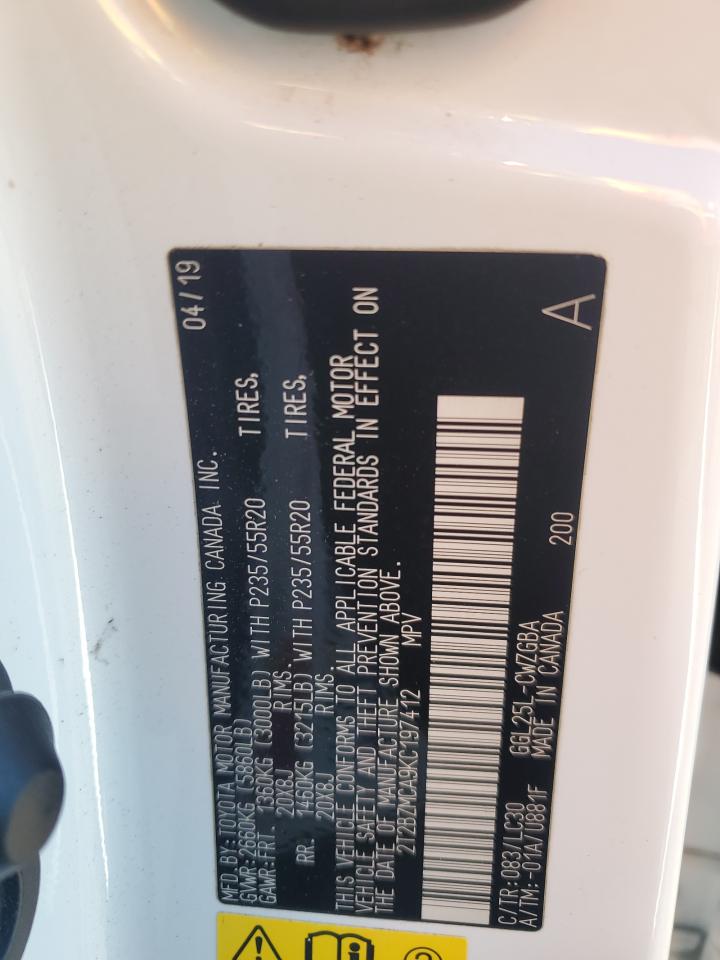 MFD. BY: TOYOTA MOTOR MANUFACTURING CANADA INC. 04/19
GVWR: 2660KG (5860LB)
GAWR: FRT. 1360KG (3000LB) WITH P235/55R20 TIRES,
20X8J RIMS.
RR. 1460KG (3215LB) WITH P235/55R20 TIRES,
20X8J RIMS.
THIS VEHICLE CONFORMS TO ALL APPLICABLE FEDERAL MOTOR
VEHICLE SAFETY AND THEFT PREVENTION STANDARDS IN EFFECT ON
THE DATE OF MANUFACTURE SHOWN ABOVE.
2T2BZMCA9KC197412 MPV
C/TR: 083/LC30 GGL25L-CWZGBA 200 A
A/TM: -01A/U881F MADE IN CANADA